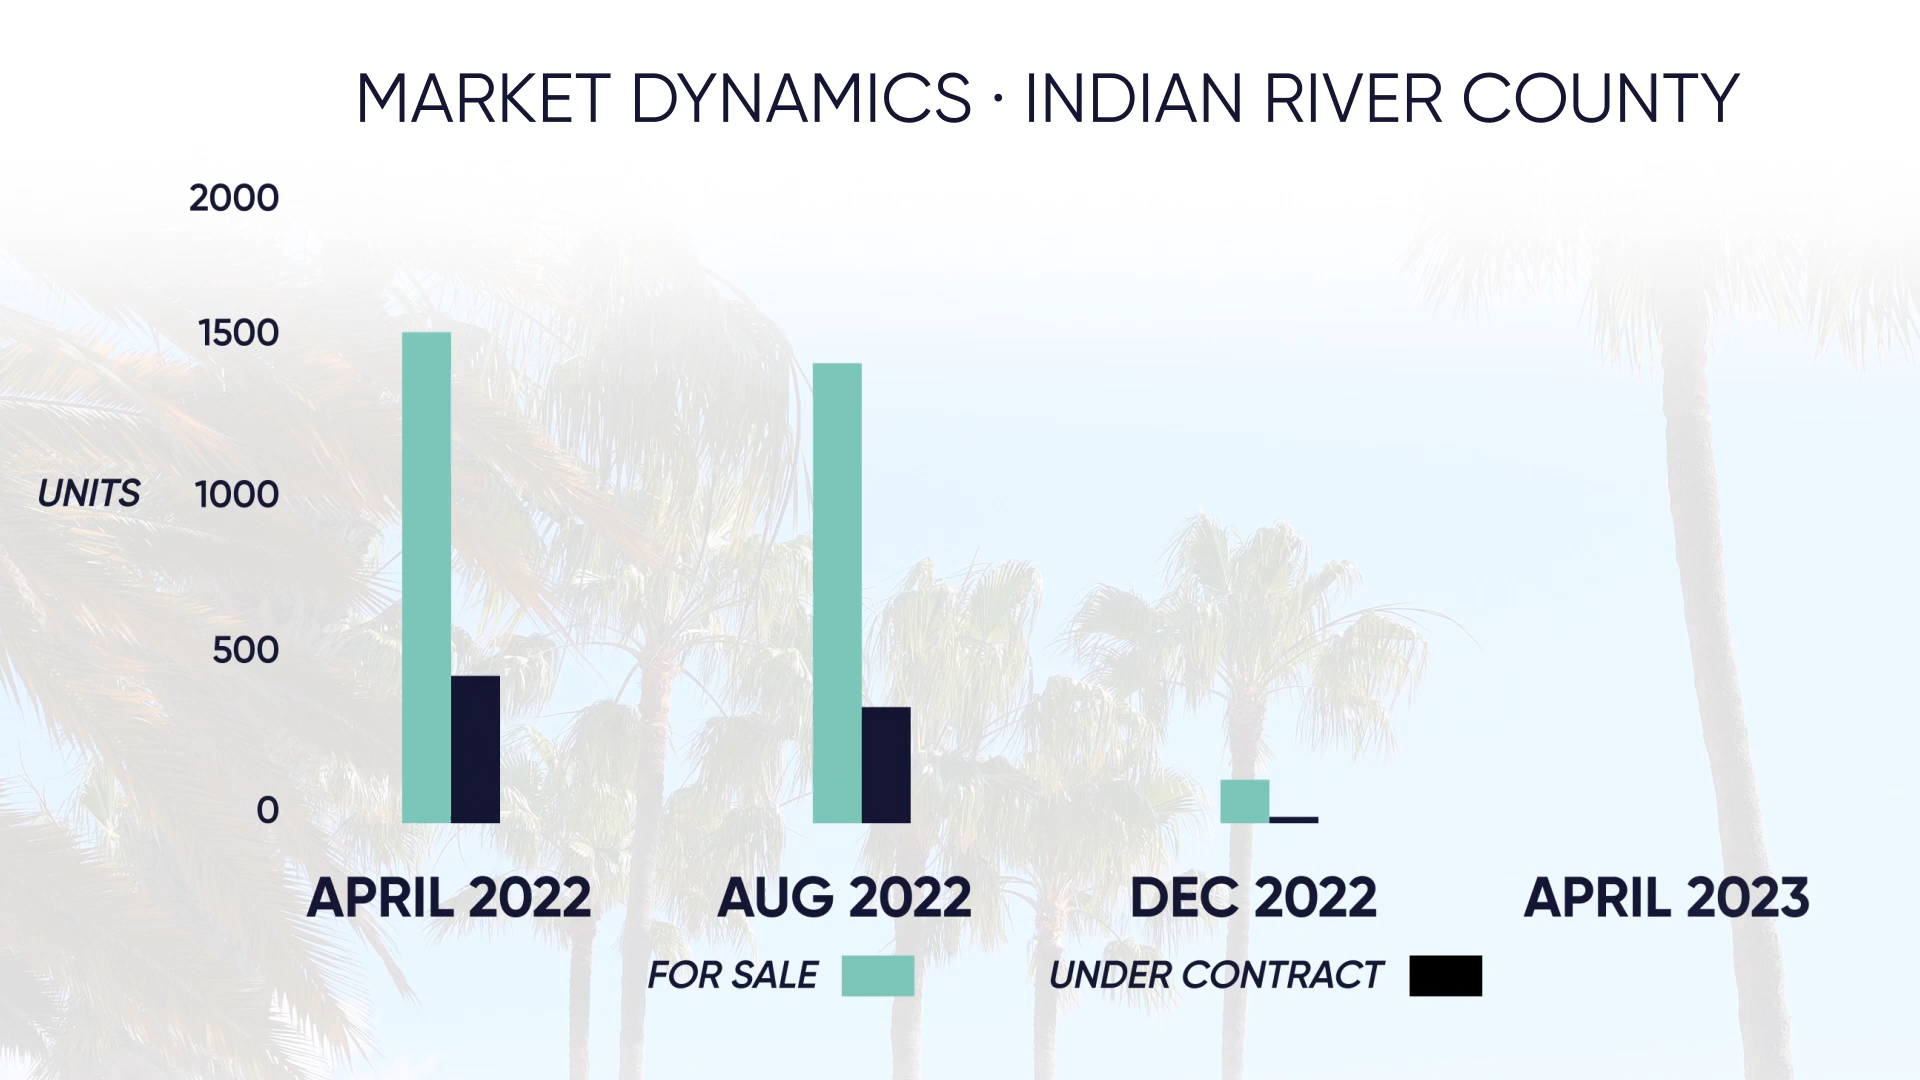 MARKET DYNAMICS · INDIAN RIVER COUNTY
2000
1500
UNITS 1000
500
0
APRIL 2022 AUG 2022 DEC 2022 APRIL 2023
FOR SALE UNDER CONTRACT